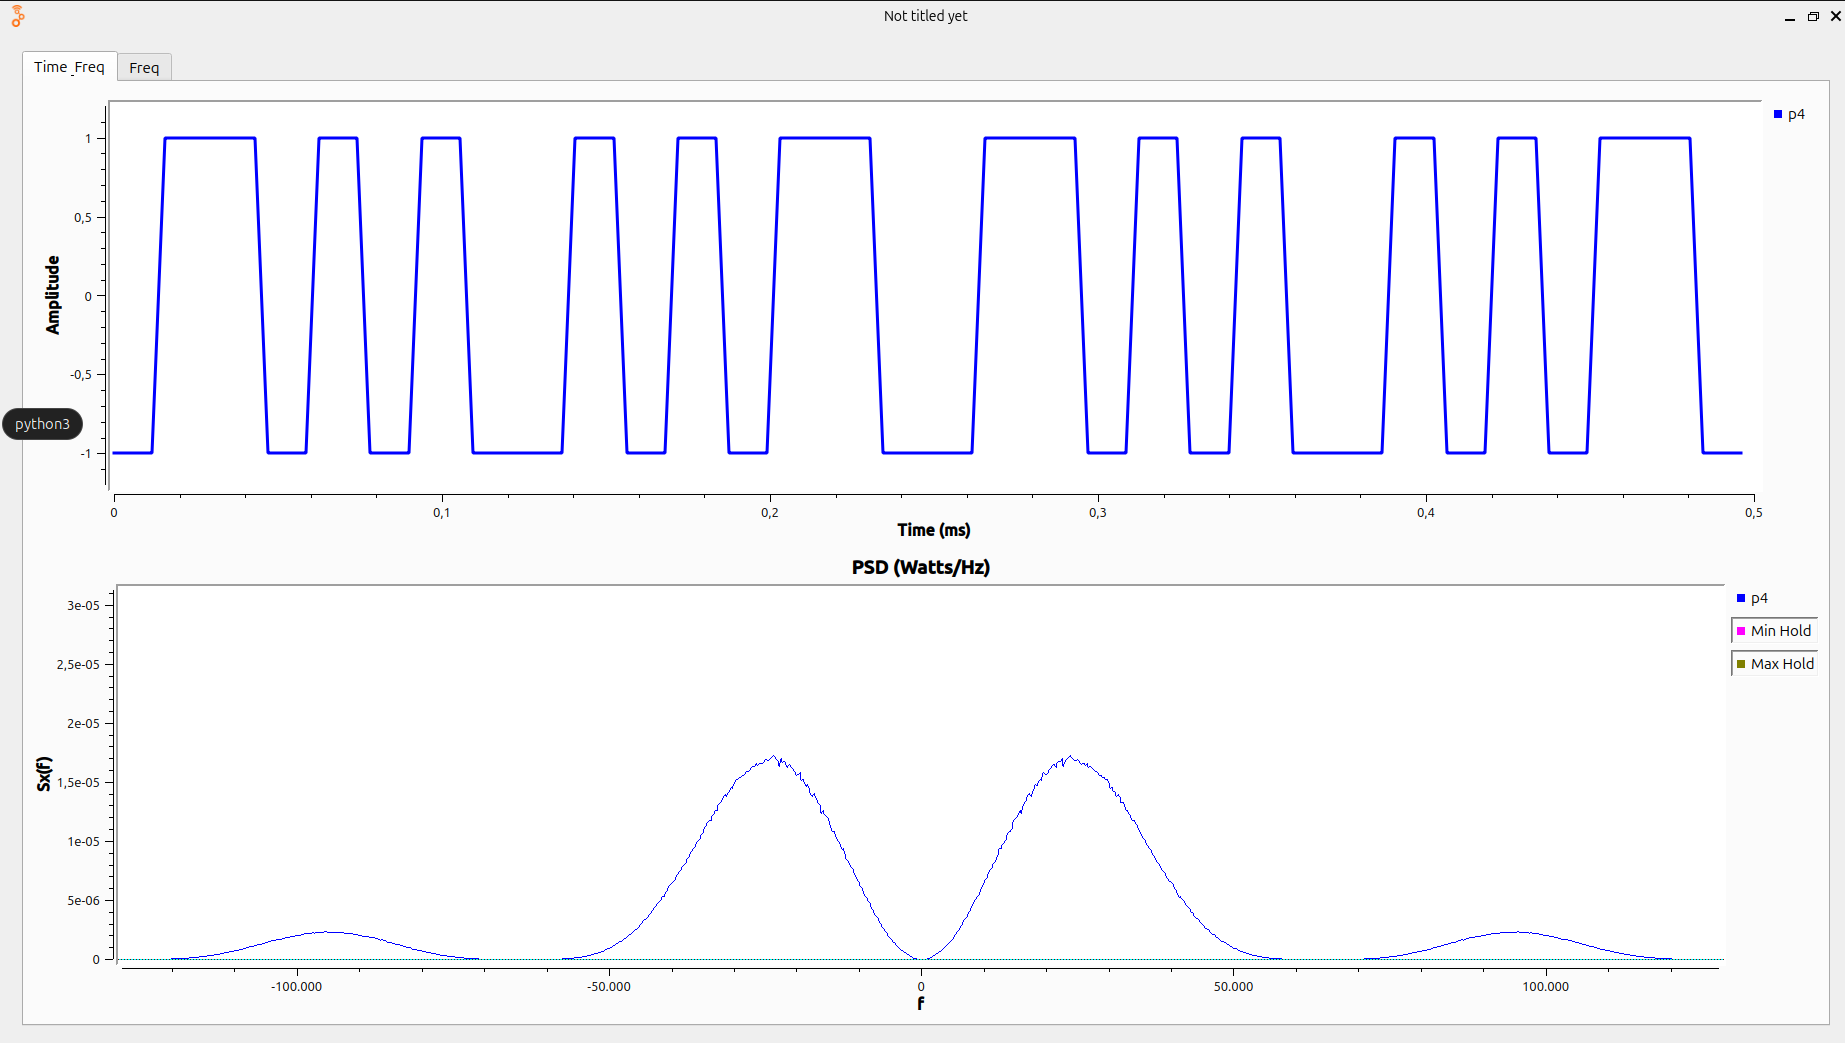 Not titled yet
Time_Freq
Freq
p4
1
0,5
0
-0,5
-1
Amplitude
python3
0 0,1 0,2 0,3 0,4 0,5
Time (ms)
PSD (Watts/Hz)
p4
Min Hold
Max Hold
3e-05
2,5e-05
2e-05
1,5e-05
1e-05
5e-06
0
Sx(f)
-100.000 -50.000 0 50.000 100.000
f